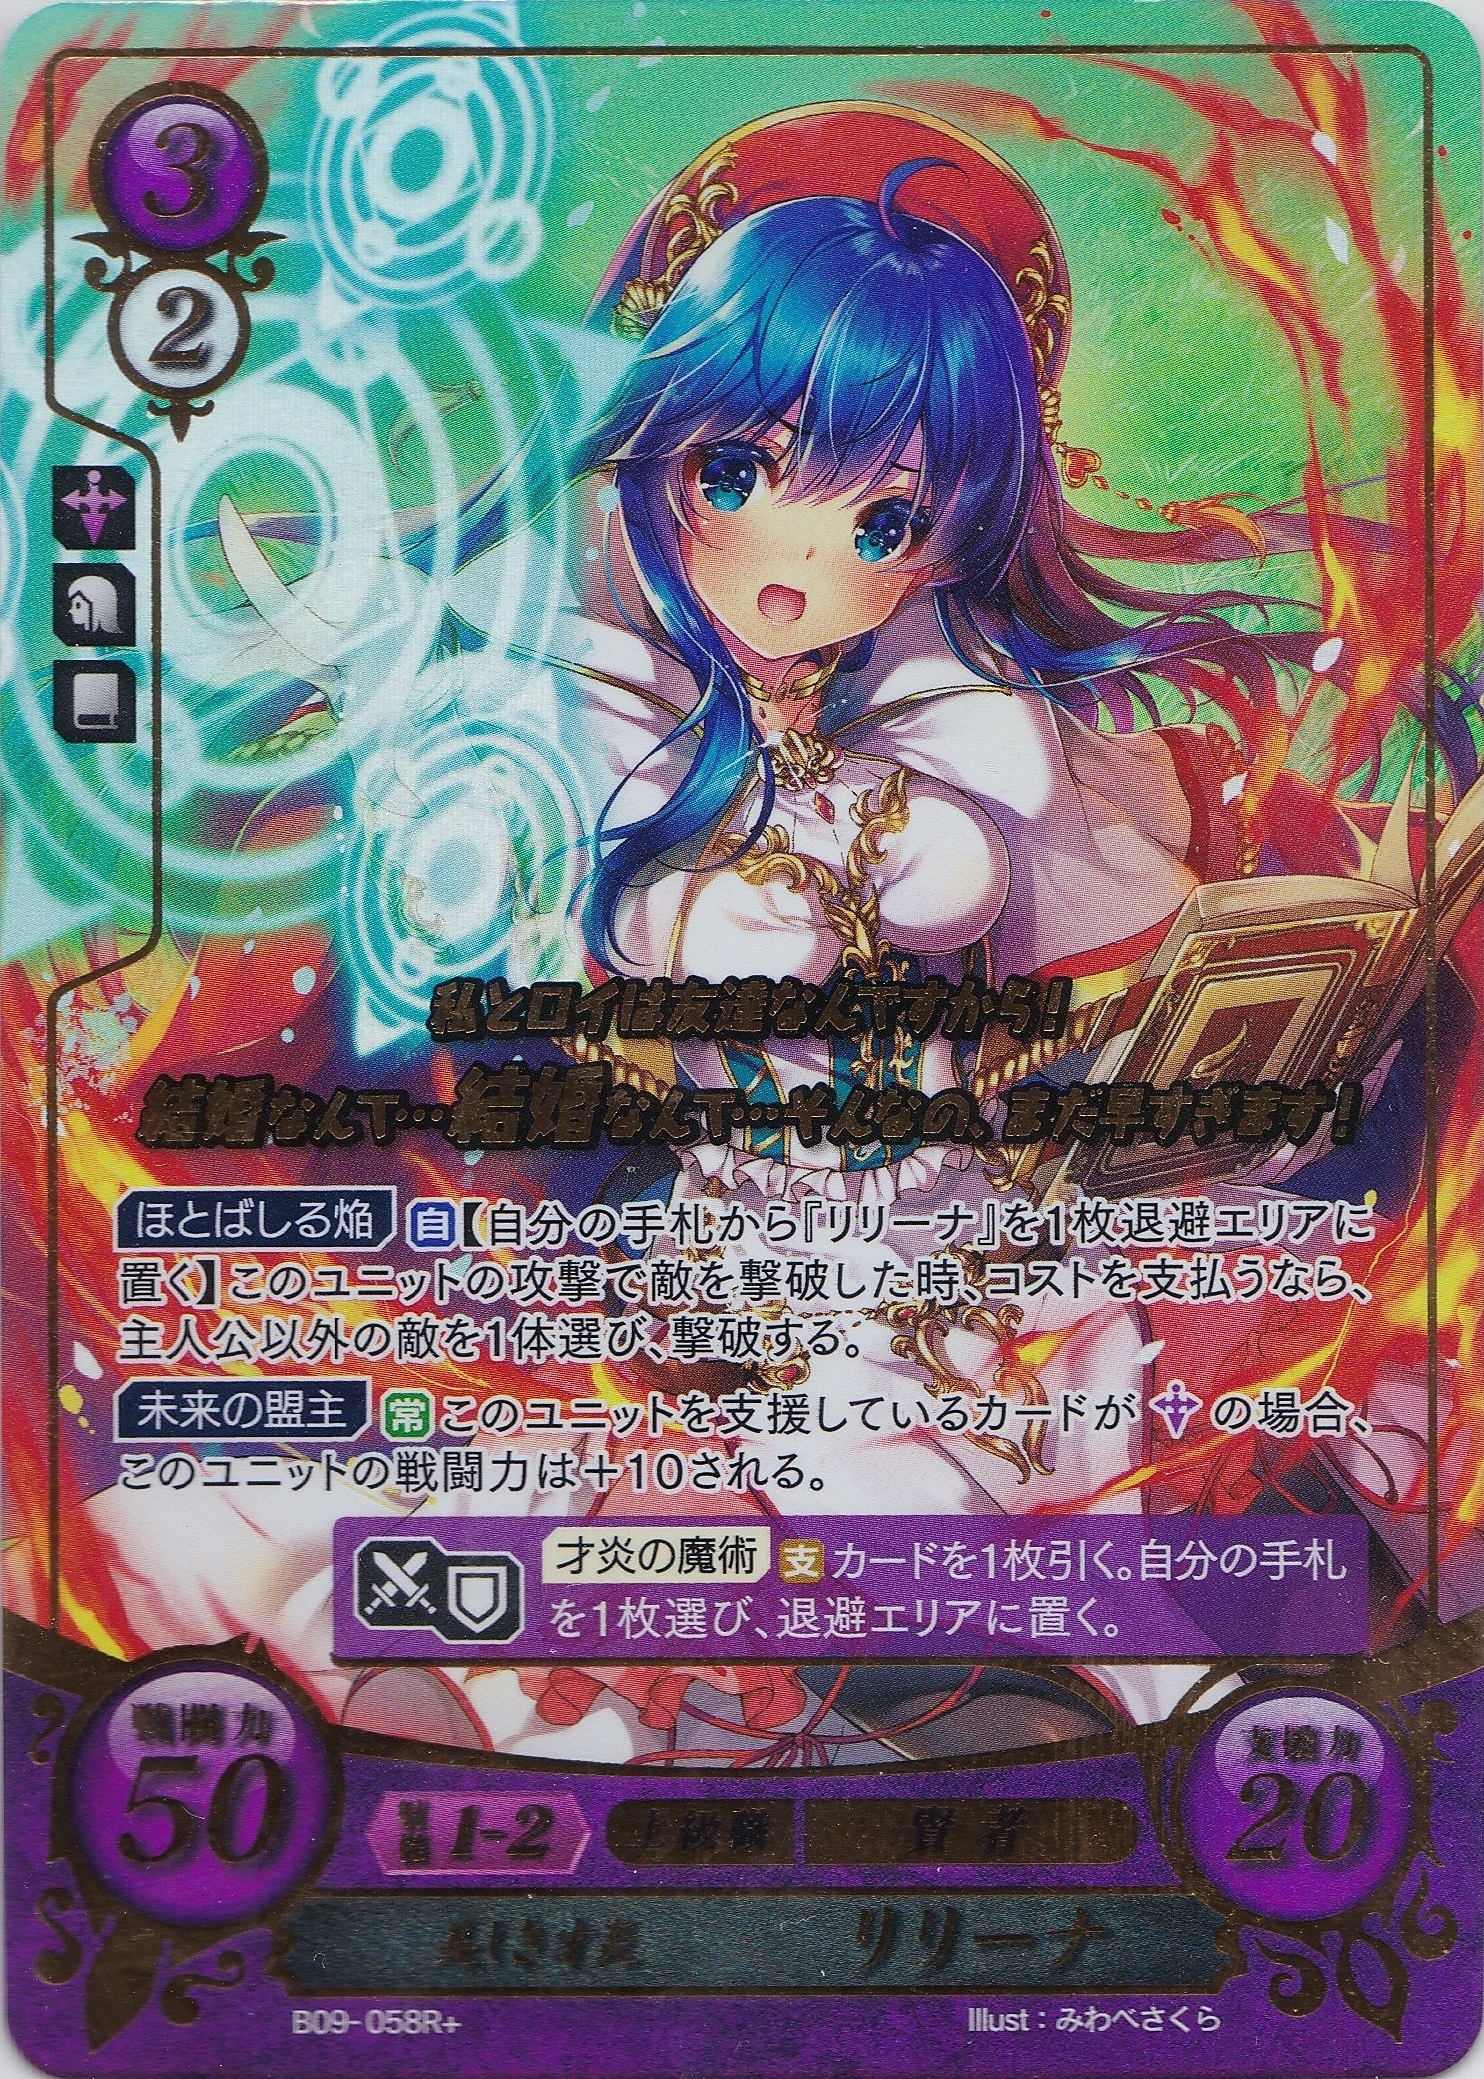 3
2
私とロイは友達なんですから!
結婚なんて…結婚なんて…そんなの、まだ早すぎます!
ほとばしる焔 自【自分の手札から『リリーナ』を1枚退避エリアに
置く】このユニットの攻撃で敵を撃破した時、コストを支払うなら、
主人公以外の敵を1体選び、撃破する。
未来の盟主 常 このユニットを支援しているカードが の場合、
このユニットの戦闘力は+10される。
才炎の魔術 支 カードを1枚引く。自分の手札
を1枚選び、退避エリアに置く。
戦闘力
50
射程 1-2 上級職 賢者
支援力
20
リリーナ
B09-058R+ Illust:みわべさくら